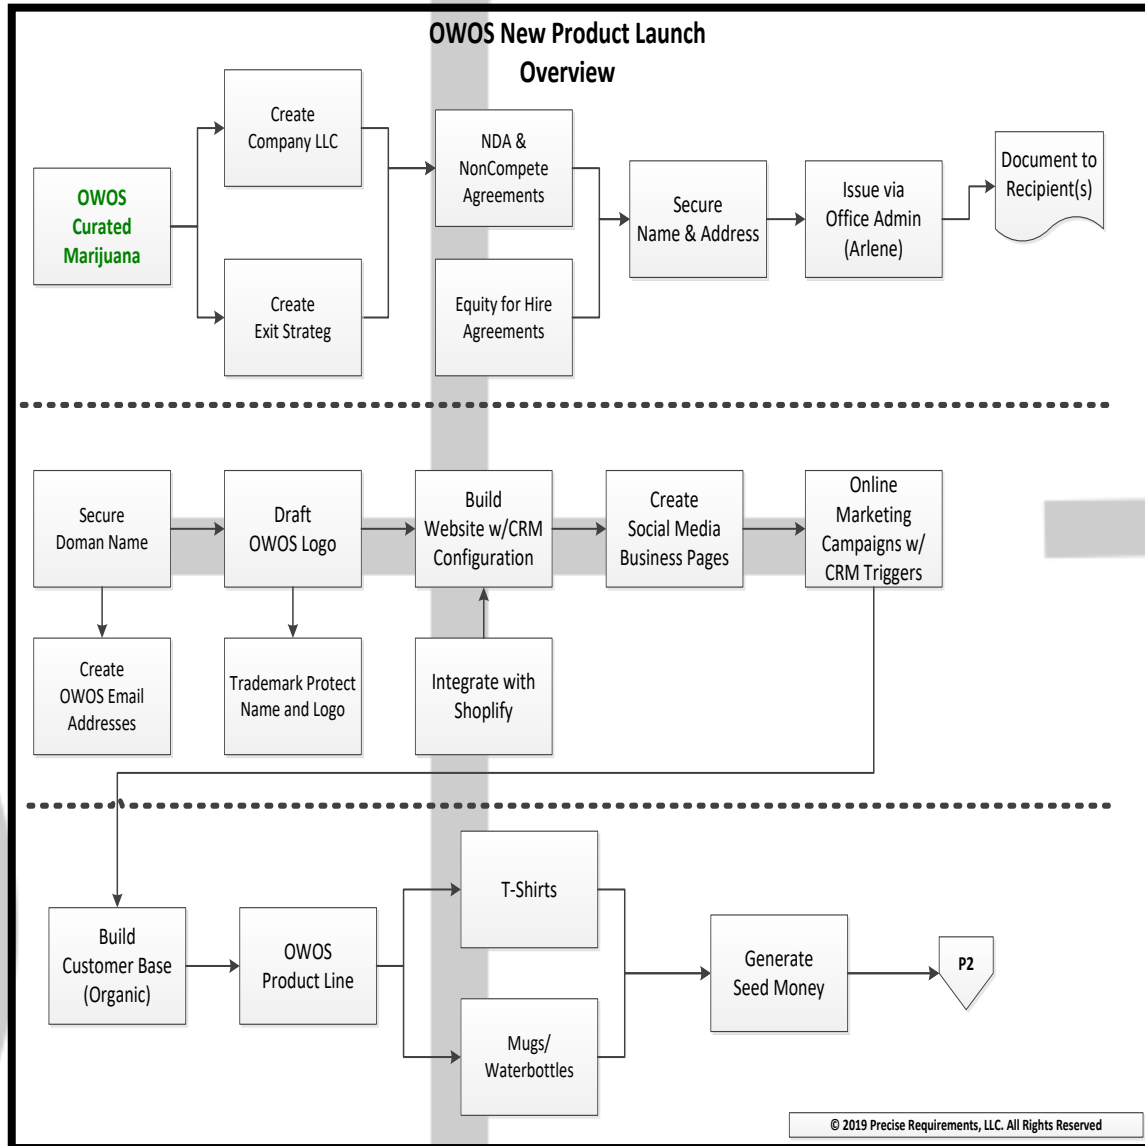 OWOS New Product Launch
Overview
OWOS
Curated
Marijuana
Create
Company LLC
Create
Exit Strateg
NDA &
NonCompete
Agreements
Equity for Hire
Agreements
Secure
Name & Address
Issue via
Office Admin
(Arlene)
Document to
Recipient(s)
Secure
Doman Name
Draft
OWOS Logo
Build
Website w/CRM
Configuration
Create
Social Media
Business Pages
Online
Marketing
Campaigns w/
CRM Triggers
Create
OWOS Email
Addresses
Trademark Protect
Name and Logo
Integrate with
Shoplify
Build
Customer Base
(Organic)
OWOS
Product Line
T-Shirts
Mugs/
Waterbottles
Generate
Seed Money
P2
© 2019 Precise Requirements, LLC. All Rights Reserved